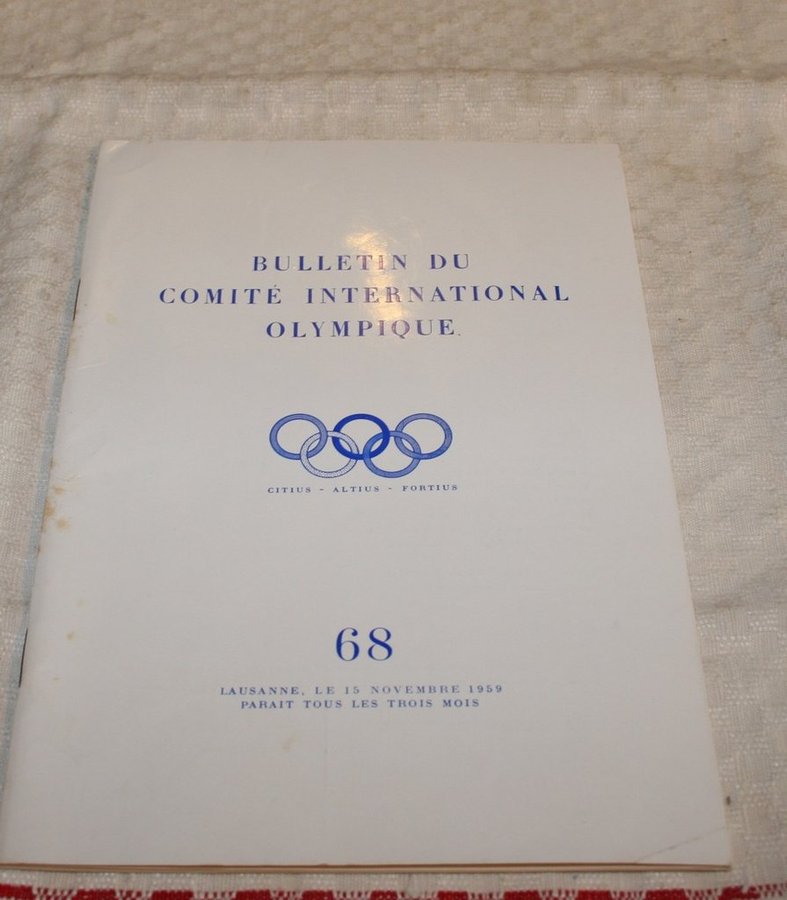 BULLETIN DU
COMITÉ INTERNATIONAL
OLYMPIQUE.
CITIUS - ALTIUS - FORTIUS
68
LAUSANNE, LE 15 NOVEMBRE 1959
PARAIT TOUS LES TROIS MOIS